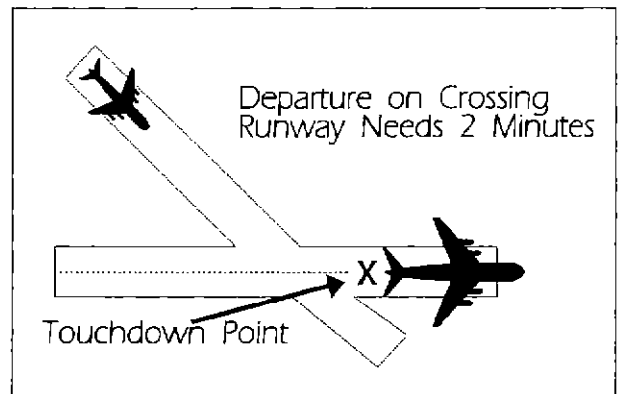 Departure on Crossing
Runway Needs 2 Minutes
X
Touchdown Point